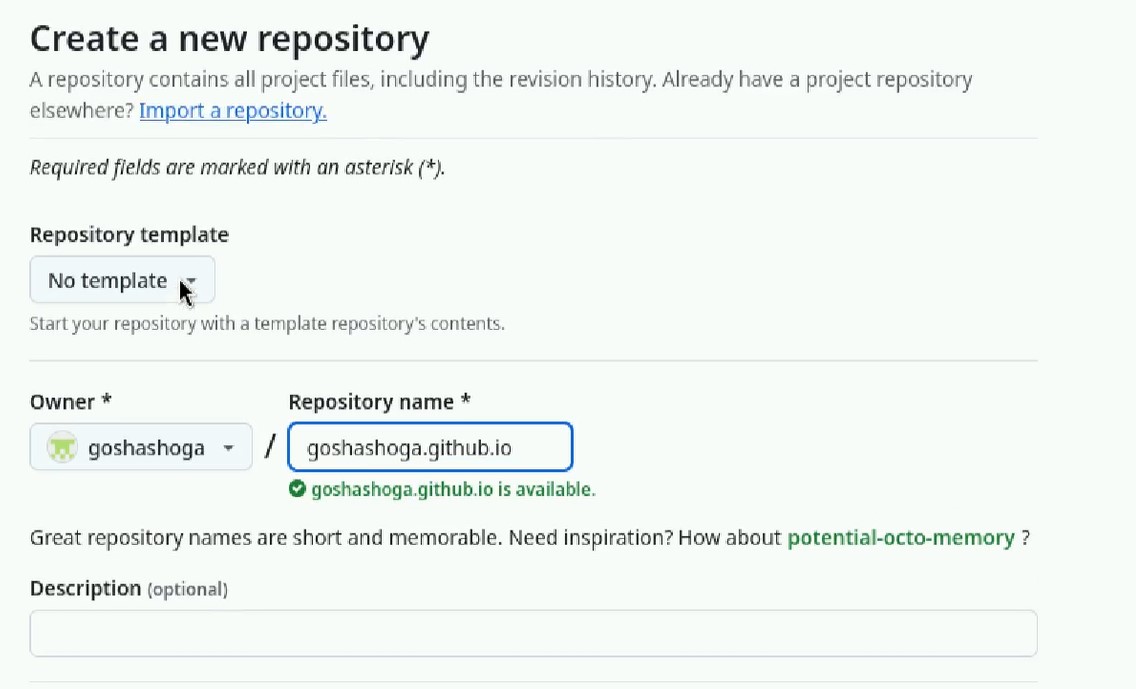 Create a new repository
A repository contains all project files, including the revision history. Already have a project repository
elsewhere? Import a repository.
Required fields are marked with an asterisk (*).
Repository template
No template
Start your repository with a template repository's contents.
Owner * Repository name *
goshashoga / goshashoga.github.io
goshashoga.github.io is available.
Great repository names are short and memorable. Need inspiration? How about potential-octo-memory ?
Description (optional)